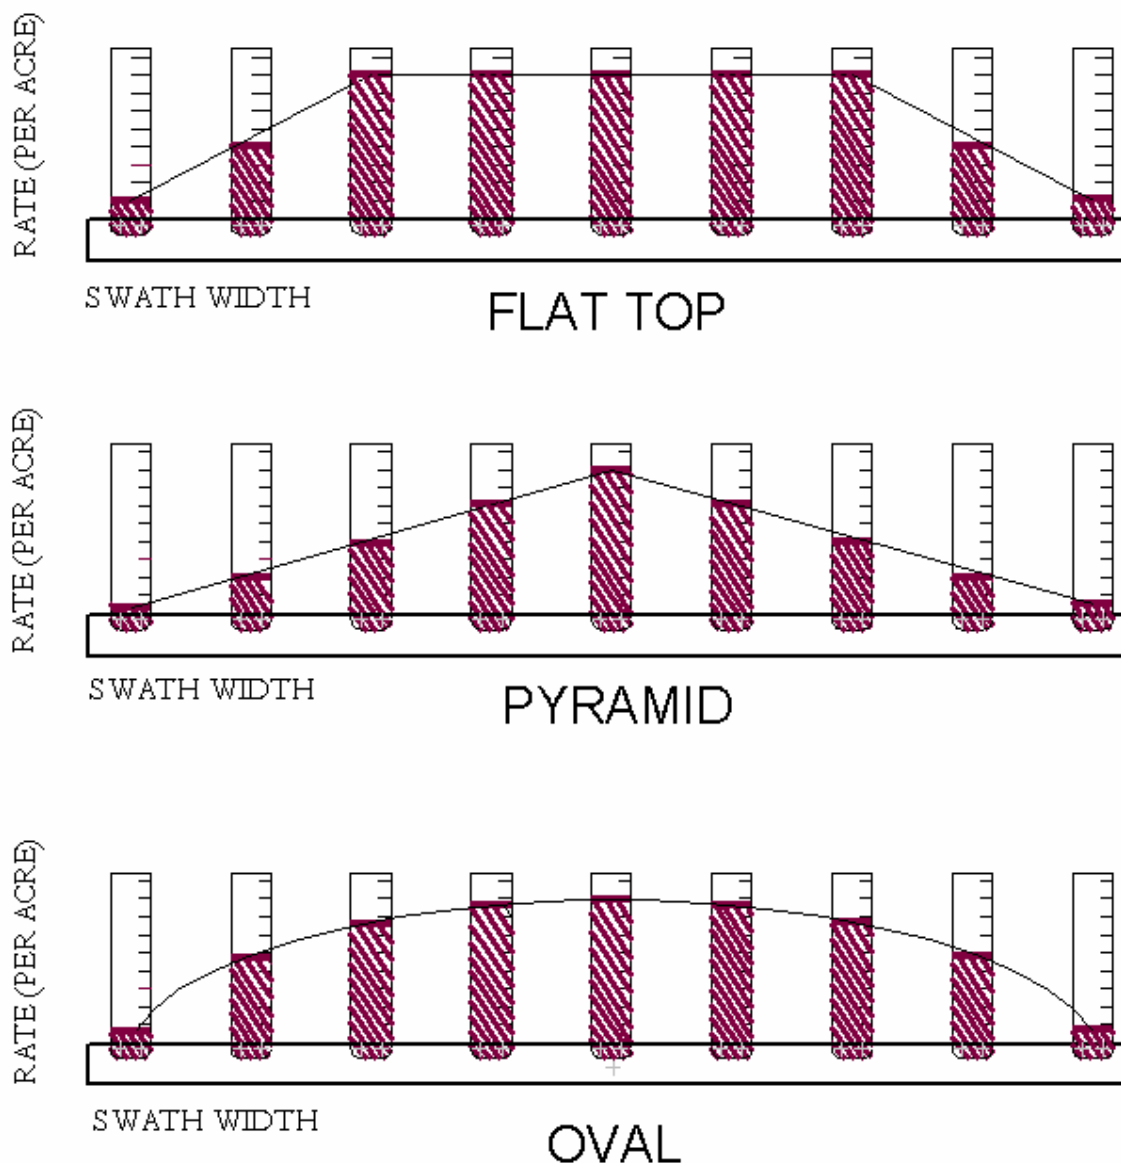 RATE (PER ACRE)
SWATH WIDTH
FLAT TOP
RATE (PER ACRE)
SWATH WIDTH
PYRAMID
RATE (PER ACRE)
SWATH WIDTH
OVAL